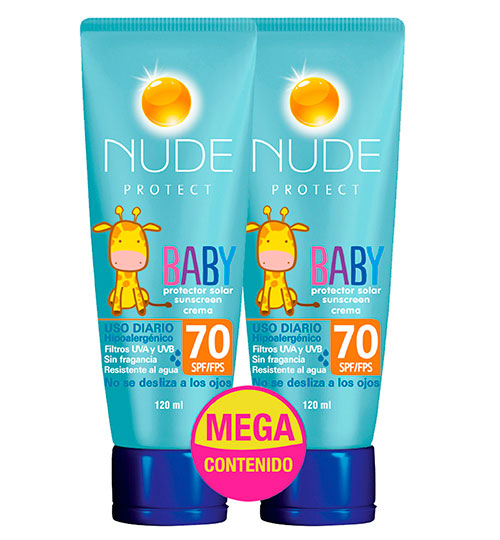 NUDE
PROTECT
BABY
protector solar
sunscreen
crema
USO DIARIO
Hipoalergénico
Filtros UVA y UVB
Sin fragancia
Resistente al agua
70
SPF/FPS
No se desliza a los ojos
120 ml
NUDE
PROTECT
BABY
protector solar
sunscreen
crema
USO DIARIO
Hipoalergénico
Filtros UVA y UVB
Sin fragancia
Resistente al agua
70
SPF/FPS
No se desliza a los ojos
120 ml
MEGA
CONTENIDO